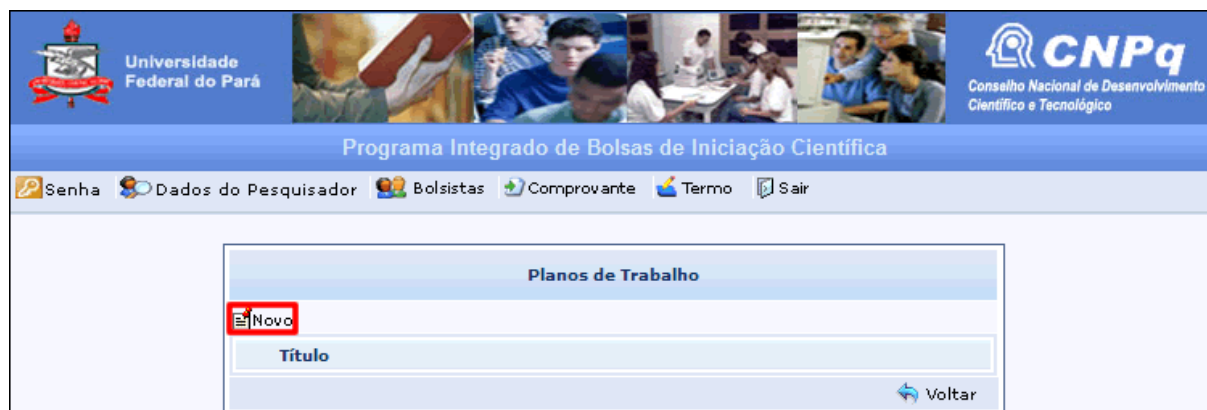 Universidade
Federal do Pará
CNPq
Conselho Nacional de Desenvolvimento
Científico e Tecnológico
Programa Integrado de Bolsas de Iniciação Científica
Senha Dados do Pesquisador Bolsistas Comprovante Termo Sair
Planos de Trabalho
Novo
Título
Voltar